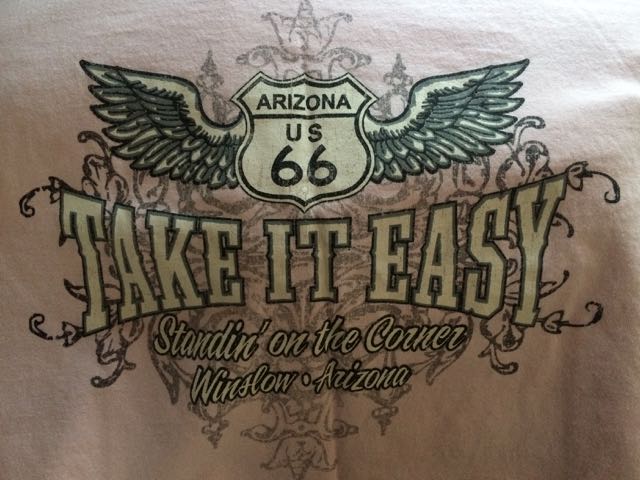 ARIZONA
US
66
TAKE IT EASY
Standin' on the Corner
Winslow • Arizona